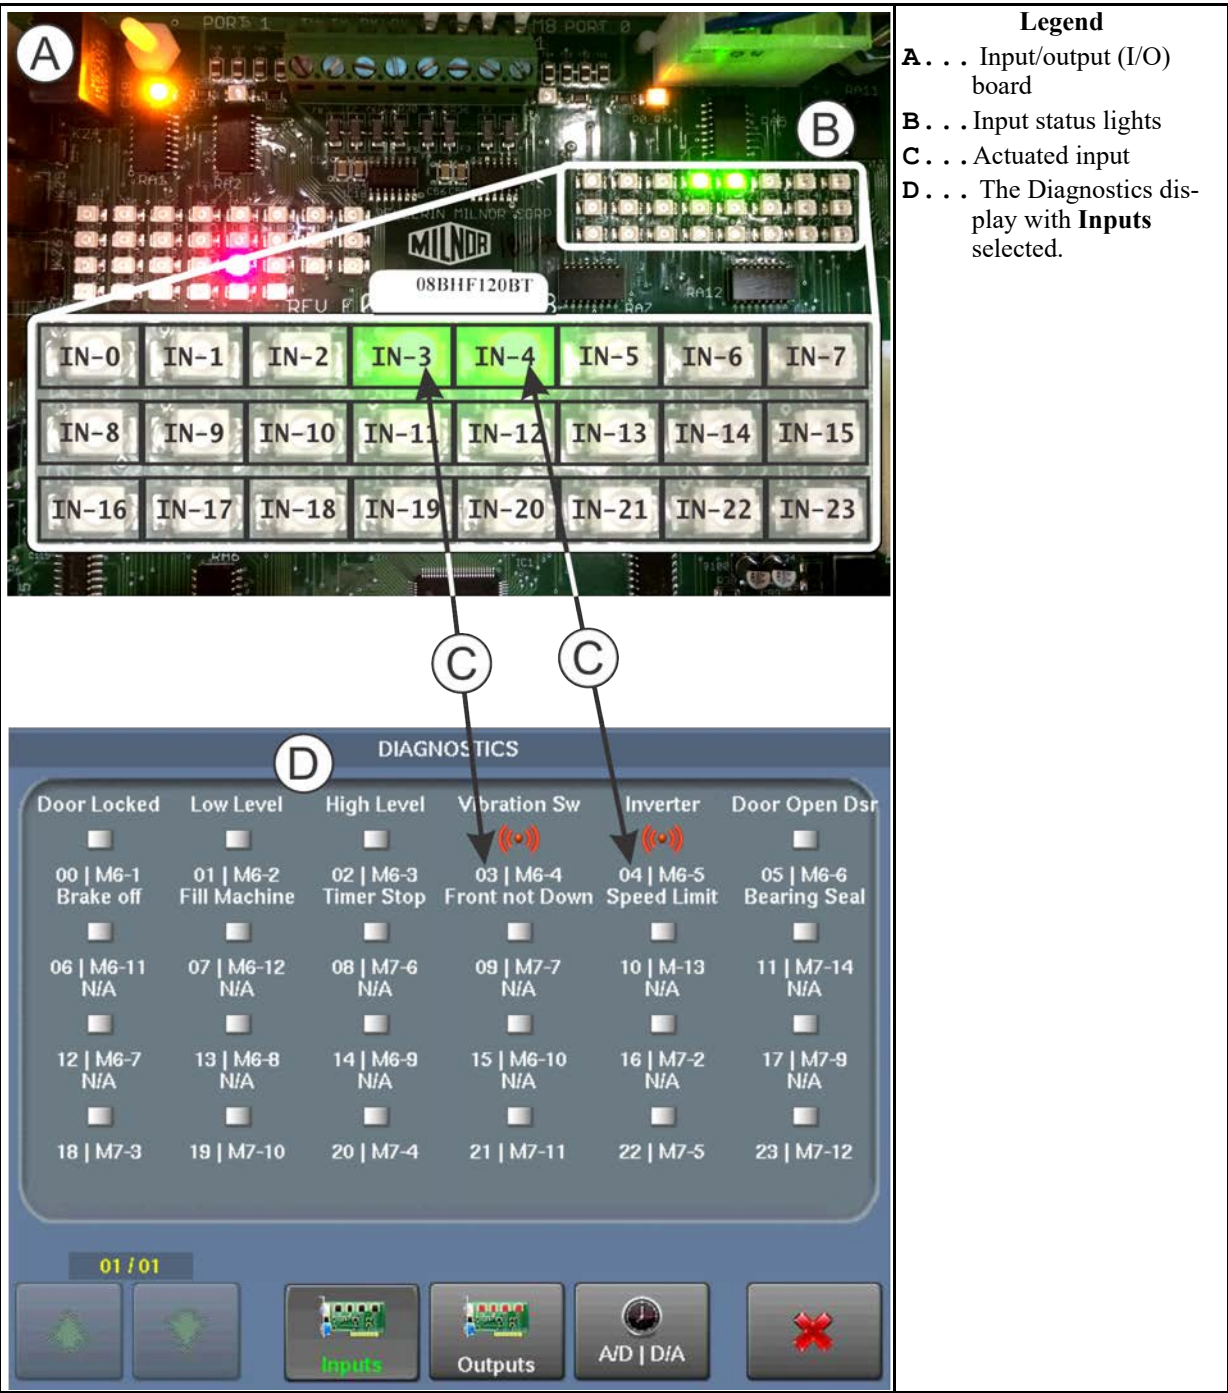 A
PORT 1
M8 PORT 0
B
RA1
RA2
MILNOR CORP
MILNOR
08BHF120BT
RA12
RA7
IN-0 IN-1 IN-2 IN-3 IN-4 IN-5 IN-6 IN-7
IN-8 IN-9 IN-10 IN-11 IN-12 IN-13 IN-14 IN-15
IN-16 IN-17 IN-18 IN-19 IN-20 IN-21 IN-22 IN-23
IC1
C C
D
DIAGNOSTICS
Door Locked Low Level High Level Vibration Sw Inverter Door Open Dsr
00 | M6-1 01 | M6-2 02 | M6-3 03 | M6-4 04 | M6-5 05 | M6-6
Brake off Fill Machine Timer Stop Front not Down Speed Limit Bearing Seal
06 | M6-11 07 | M6-12 08 | M7-6 09 | M7-7 10 | M-13 11 | M7-14
N/A N/A N/A N/A N/A N/A
12 | M6-7 13 | M6-8 14 | M6-9 15 | M6-10 16 | M7-2 17 | M7-9
N/A N/A N/A N/A N/A N/A
18 | M7-3 19 | M7-10 20 | M7-4 21 | M7-11 22 | M7-5 23 | M7-12
01 / 01
Inputs
Outputs
A/D | D/A
Legend
A... Input/output (I/O)
board
B...Input status lights
C...Actuated input
D... The Diagnostics dis-
play with Inputs
selected.